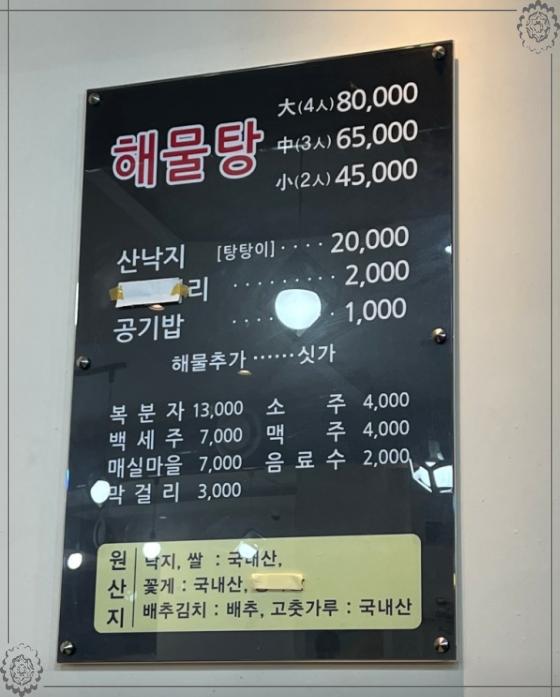 해물탕
大(4人) 80,000
中(3人) 65,000
小(2人) 45,000
산낙지 [탕탕이] ···· 20,000
리 ········· 2,000
공기밥 ········ 1,000
해물추가 ······ 싯가
복분자 13,000 소주 4,000
백세주 7,000 맥주 4,000
매실마을 7,000 음료수 2,000
막걸리 3,000
원산지
낙지, 쌀 : 국내산,
꽃게 : 국내산,
배추김치 : 배추, 고춧가루 : 국내산